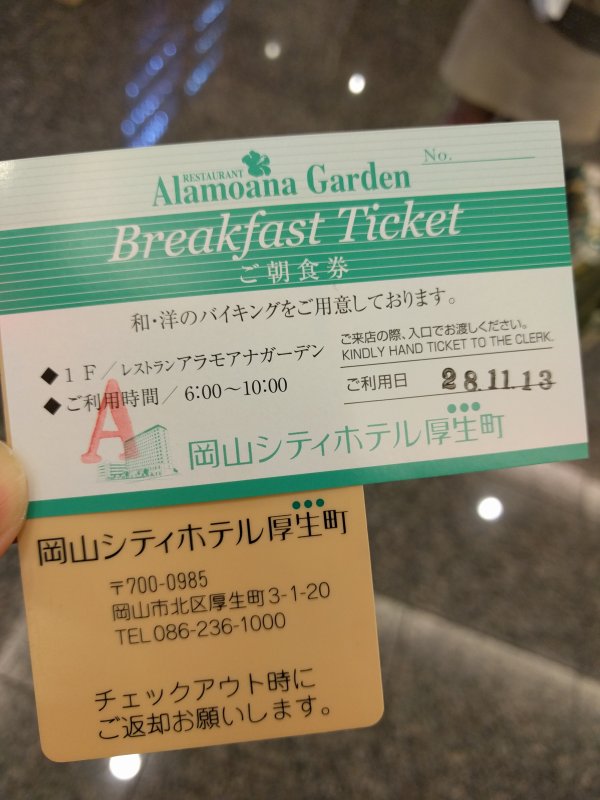 RESTAURANT
Alamoana Garden
No.
Breakfast Ticket
ご朝食券
和・洋のバイキングをご用意しております。
◆1F／レストランアラモアナガーデン
◆ご利用時間／6:00～10:00
ご来店の際、入口でお渡しください。
KINDLY HAND TICKET TO THE CLERK.
ご利用日 28.11.13
A
岡山シティホテル厚生町
岡山シティホテル厚生町
〒700-0985
岡山市北区厚生町3-1-20
TEL 086-236-1000
チェックアウト時に
ご返却お願いします。